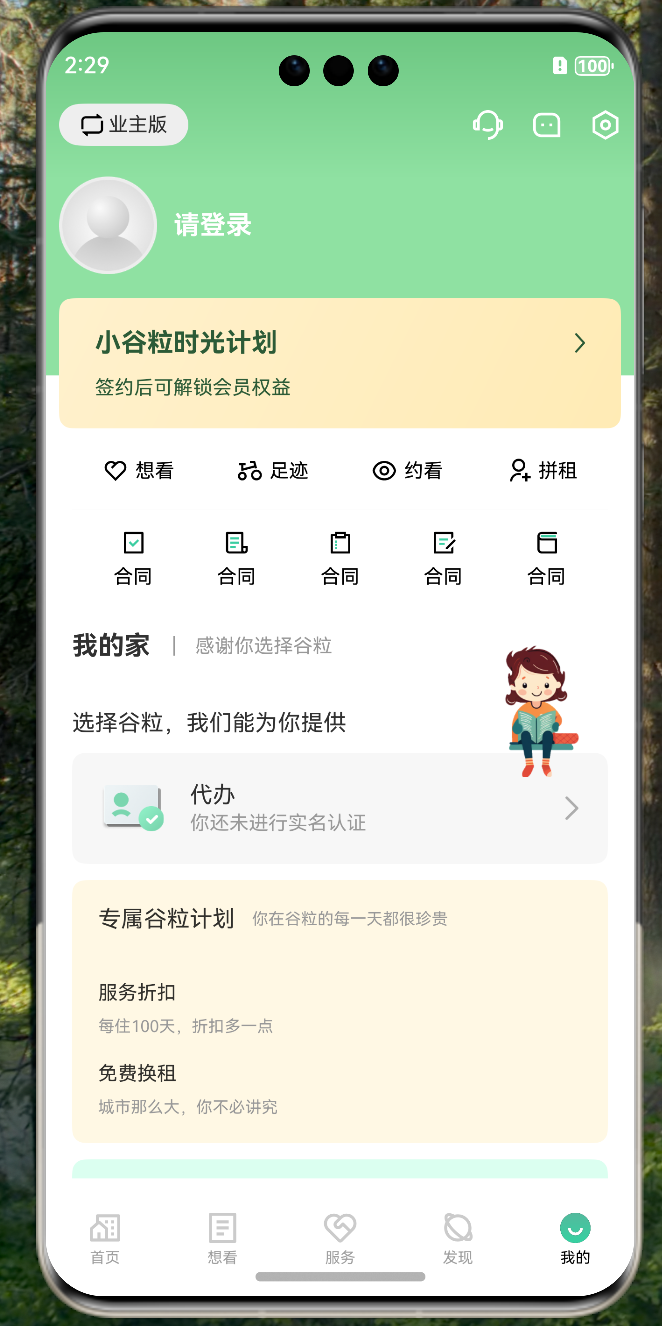 2:29
100
业主版
请登录
小谷粒时光计划
签约后可解锁会员权益
想看 足迹 约看 拼租
合同 合同 合同 合同 合同
我的家 | 感谢你选择谷粒
选择谷粒，我们能为你提供
代办
你还未进行实名认证
专属谷粒计划 你在谷粒的每一天都很珍贵
服务折扣
每住100天，折扣多一点
免费换租
城市那么大，你不必讲究
首页 想看 服务 发现 我的